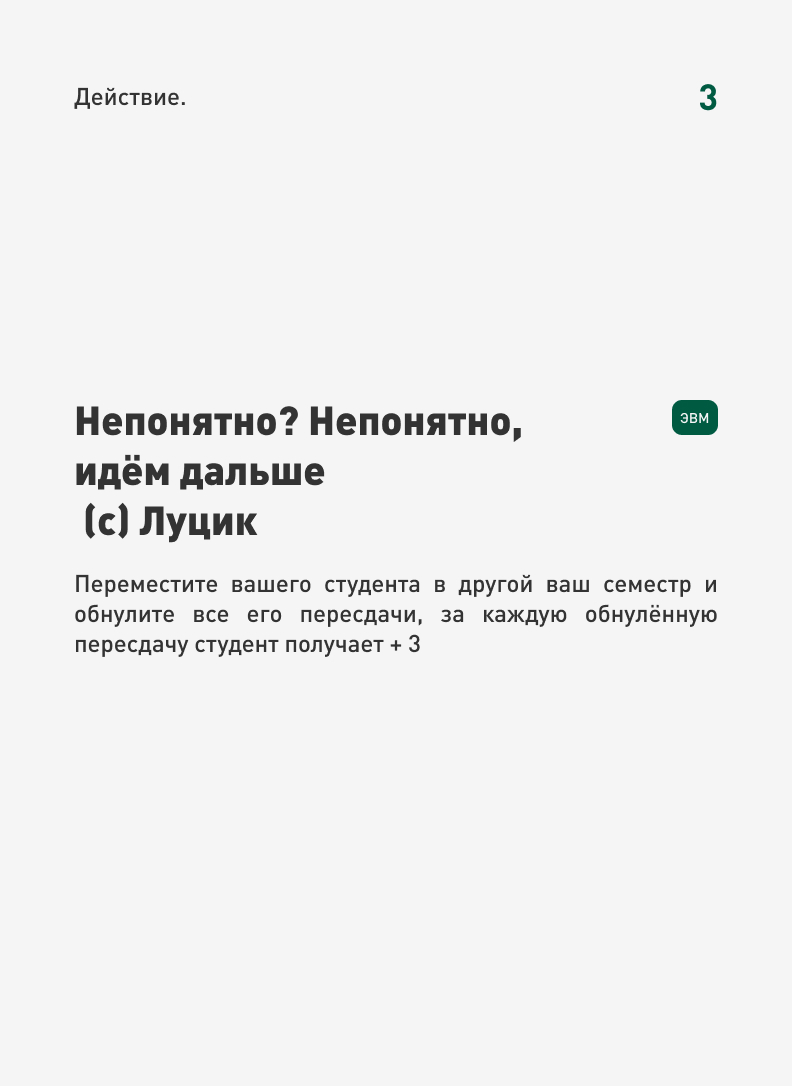 Действие.
3
Непонятно? Непонятно,
идём дальше
(с) Луцик
ЭВМ
Переместите вашего студента в другой ваш семестр и
обнулите все его пересдачи, за каждую обнулённую
пересдачу студент получает + 3